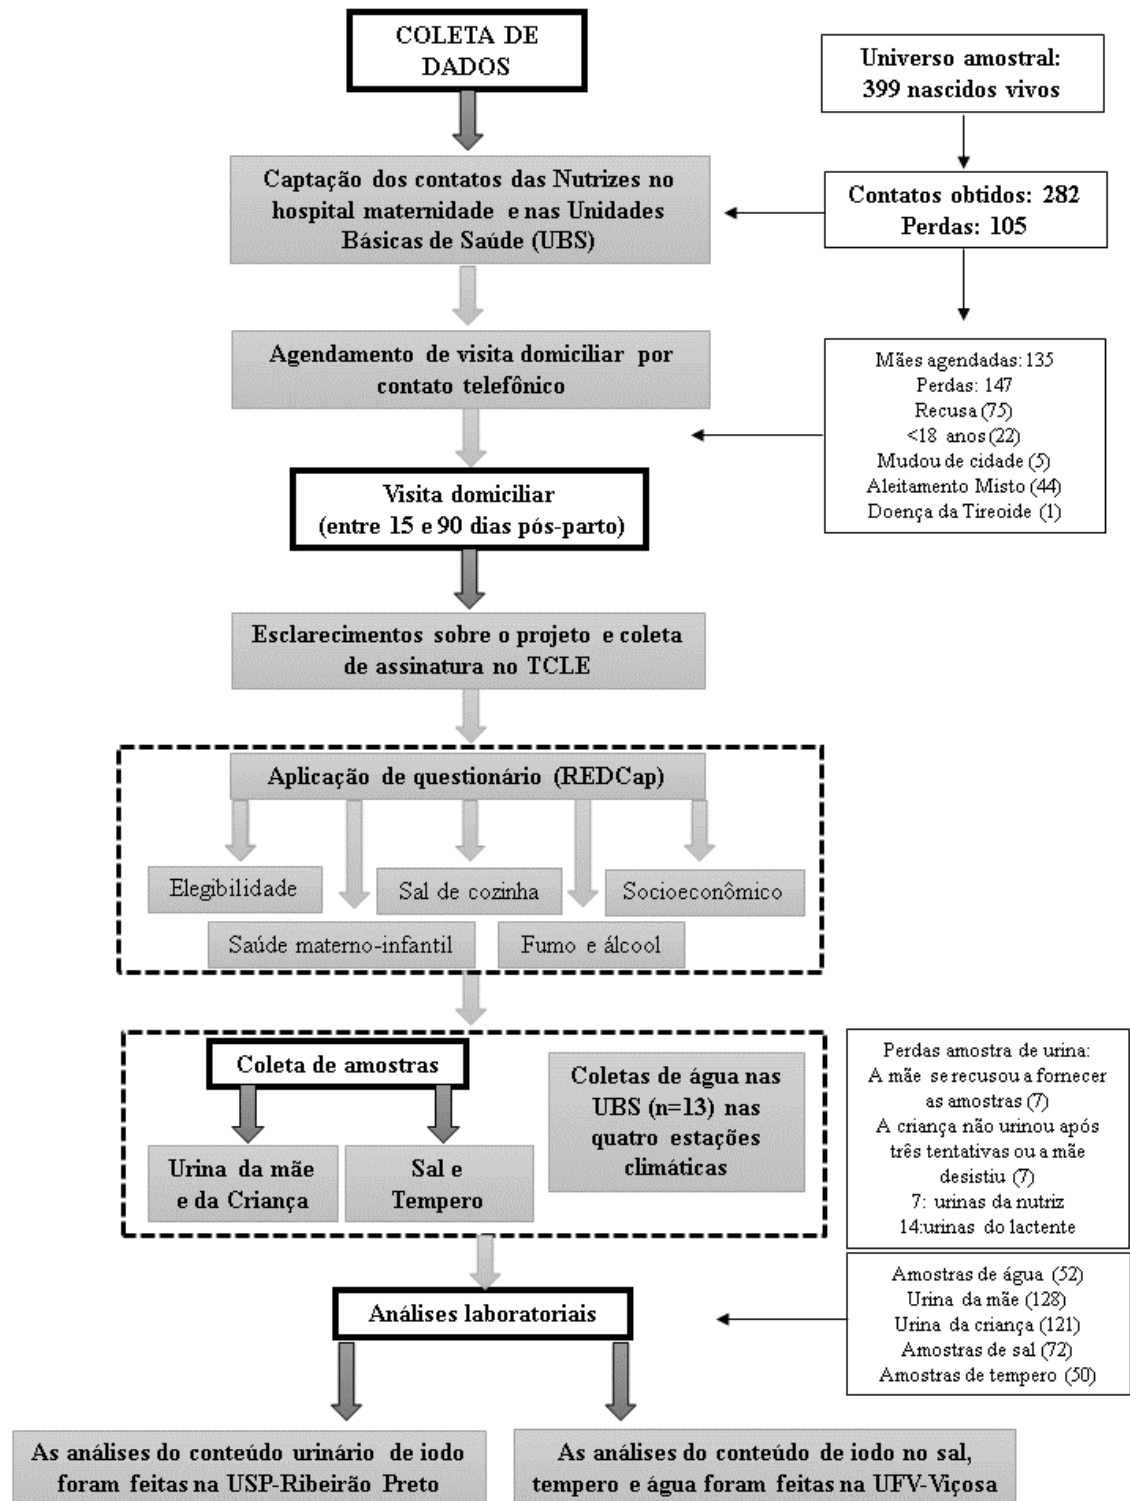 COLETA DE
DADOS
Universo amostral:
399 nascidos vivos
Captação dos contatos das Nutrizes no
hospital maternidade e nas Unidades
Básicas de Saúde (UBS)
Contatos obtidos: 282
Perdas: 105
Agendamento de visita domiciliar por
contato telefônico
Mães agendadas: 135
Perdas: 147
Recusa (75)
<18 anos (22)
Mudou de cidade (5)
Aleitamento Misto (44)
Doença da Tireoide (1)
Visita domiciliar
(entre 15 e 90 dias pós-parto)
Esclarecimentos sobre o projeto e coleta
de assinatura no TCLE
Aplicação de questionário (REDCap)
Elegibilidade
Sal de cozinha
Socioeconômico
Saúde materno-infantil
Fumo e álcool
Coleta de amostras
Urina da mãe
e da Criança
Sal e
Tempero
Coletas de água nas
UBS (n=13) nas
quatro estações
climáticas
Perdas amostra de urina:
A mãe se recusou a fornecer
as amostras (7)
A criança não urinou após
três tentativas ou a mãe
desistiu (7)
7: urinas da nutriz
14:urinas do lactente
Análises laboratoriais
Amostras de água (52)
Urina da mãe (128)
Urina da criança (121)
Amostras de sal (72)
Amostras de tempero (50)
As análises do conteúdo urinário de iodo
foram feitas na USP-Ribeirão Preto
As análises do conteúdo de iodo no sal,
tempero e água foram feitas na UFV-Viçosa